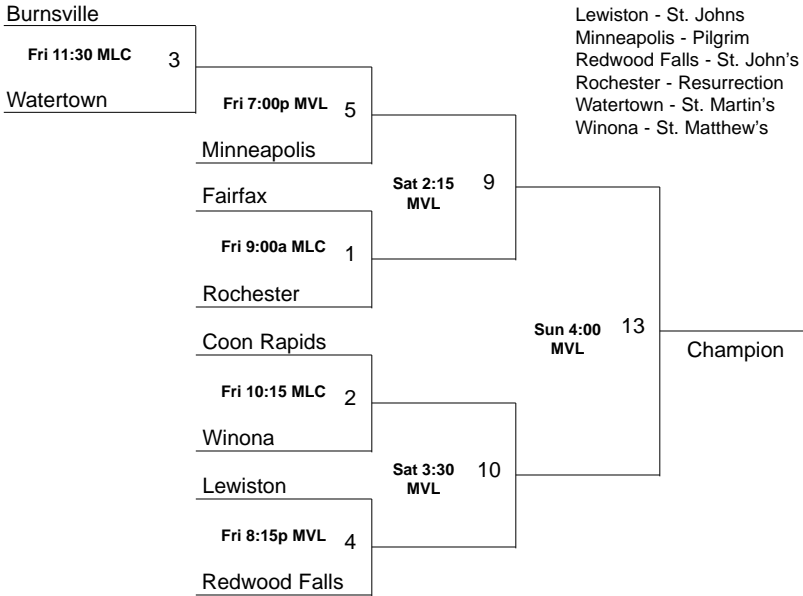 Burnsville
Fri 11:30 MLC 3
Watertown
Fri 7:00p MVL 5
Minneapolis
Fairfax
Fri 9:00a MLC 1
Rochester
Sat 2:15
MVL
9
Coon Rapids
Fri 10:15 MLC 2
Winona
Lewiston
Fri 8:15p MVL 4
Redwood Falls
Sat 3:30
MVL
10
Sun 4:00
MVL
13
Champion
Lewiston - St. Johns
Minneapolis - Pilgrim
Redwood Falls - St. John's
Rochester - Resurrection
Watertown - St. Martin's
Winona - St. Matthew's